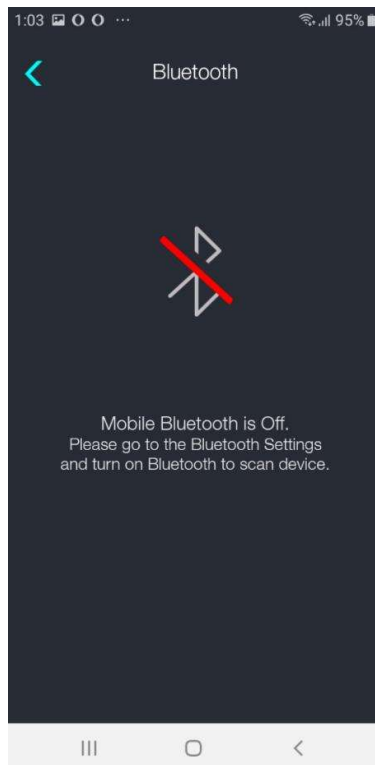 1:03 95%
Bluetooth
Mobile Bluetooth is Off.
Please go to the Bluetooth Settings
and turn on Bluetooth to scan device.